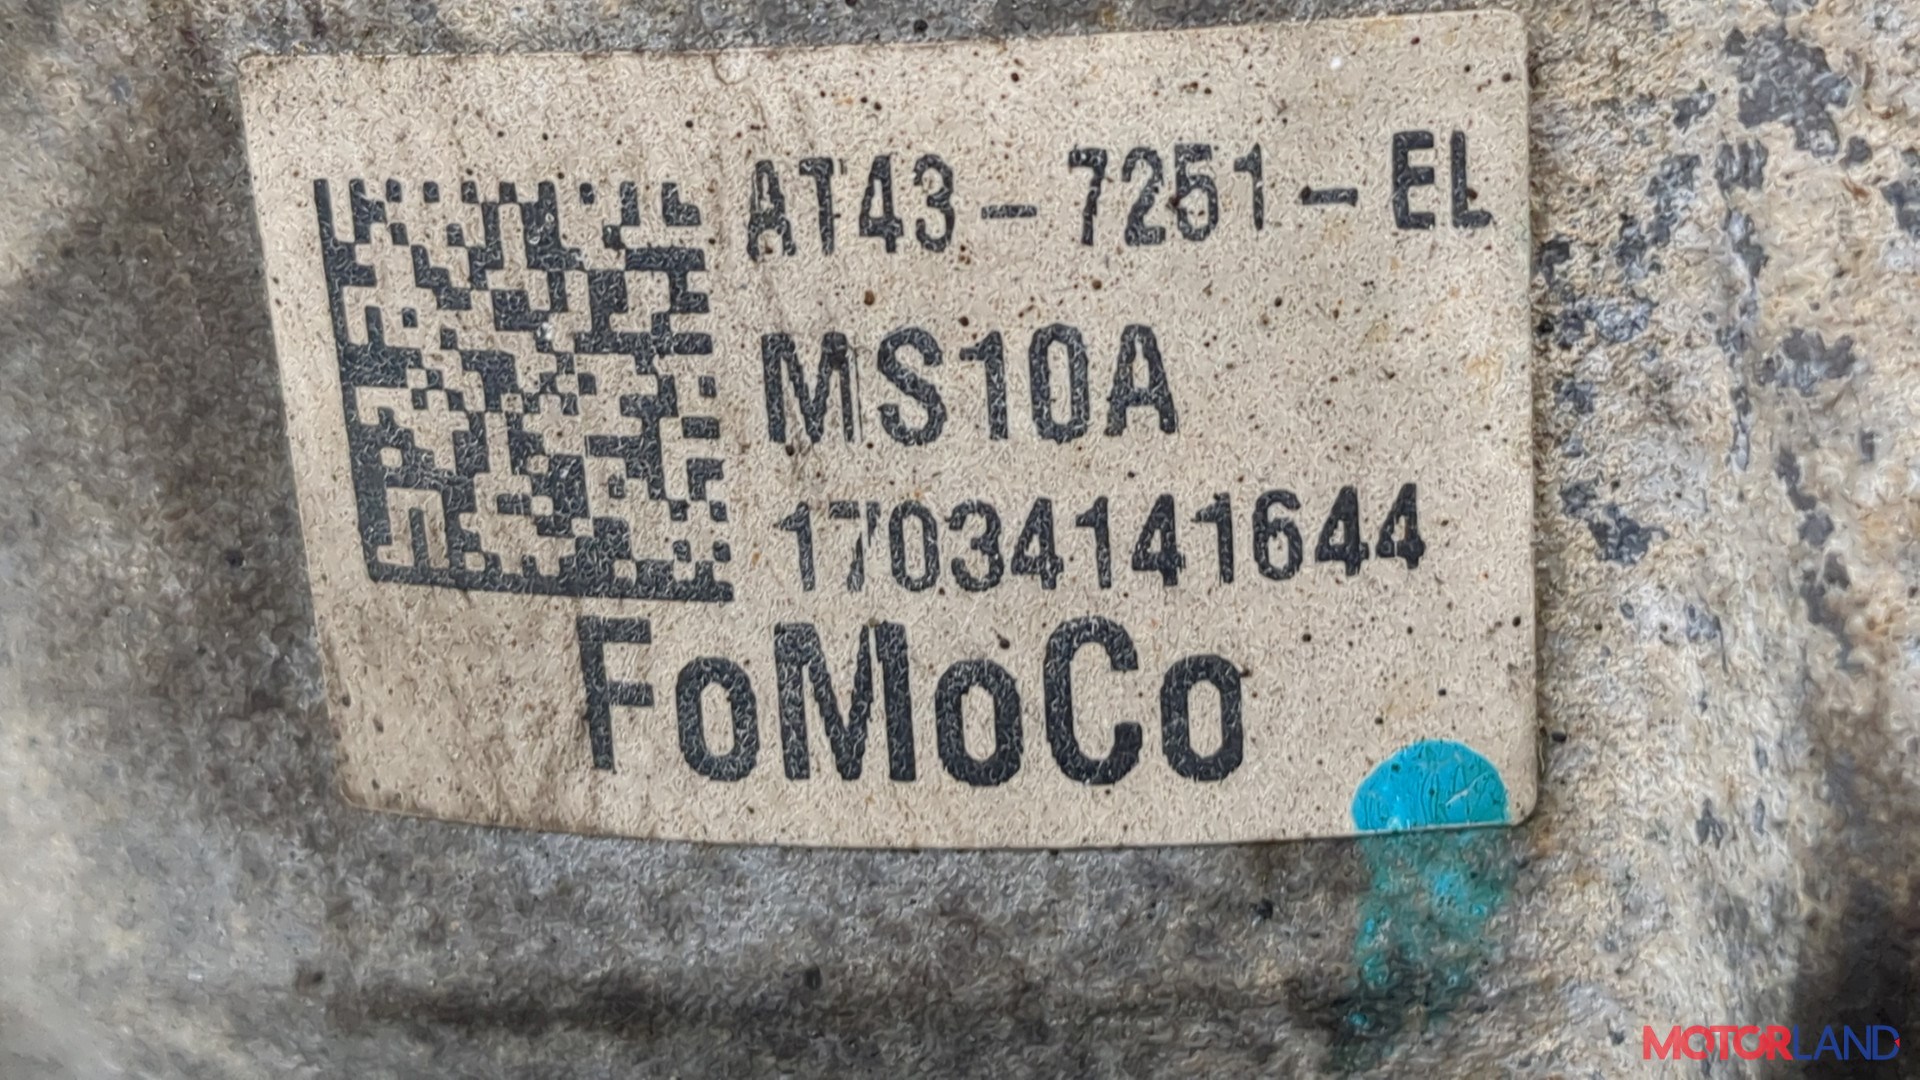 AT43-7251-EL
MS10A
17034141644
FoMoCo
MOTORLAND